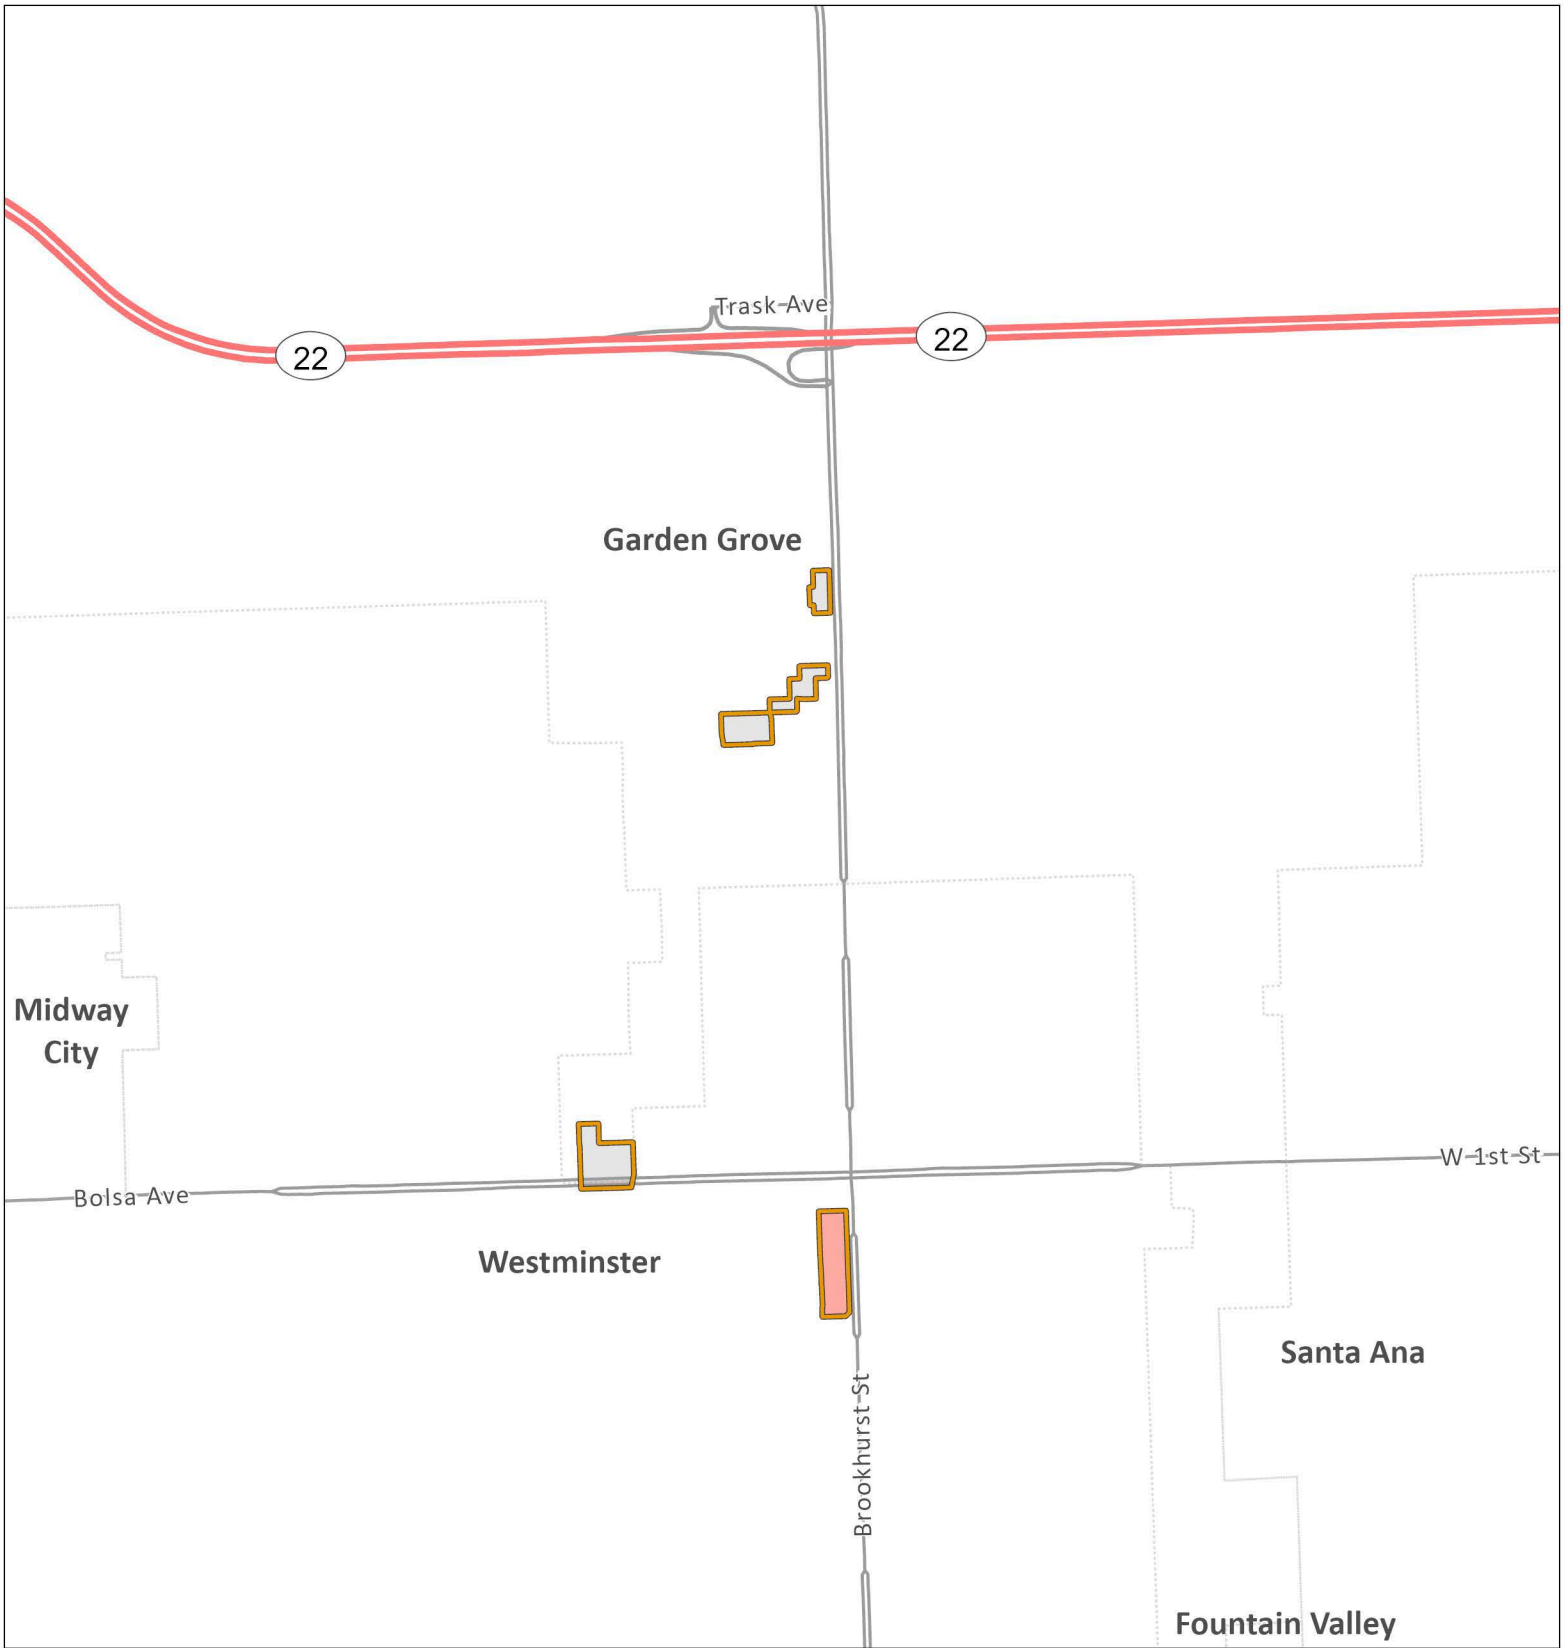 Trask Ave
22
22
Garden Grove
Midway
City
W 1st St
Bolsa Ave
Westminster
Santa Ana
Brookhurst St
Fountain Valley